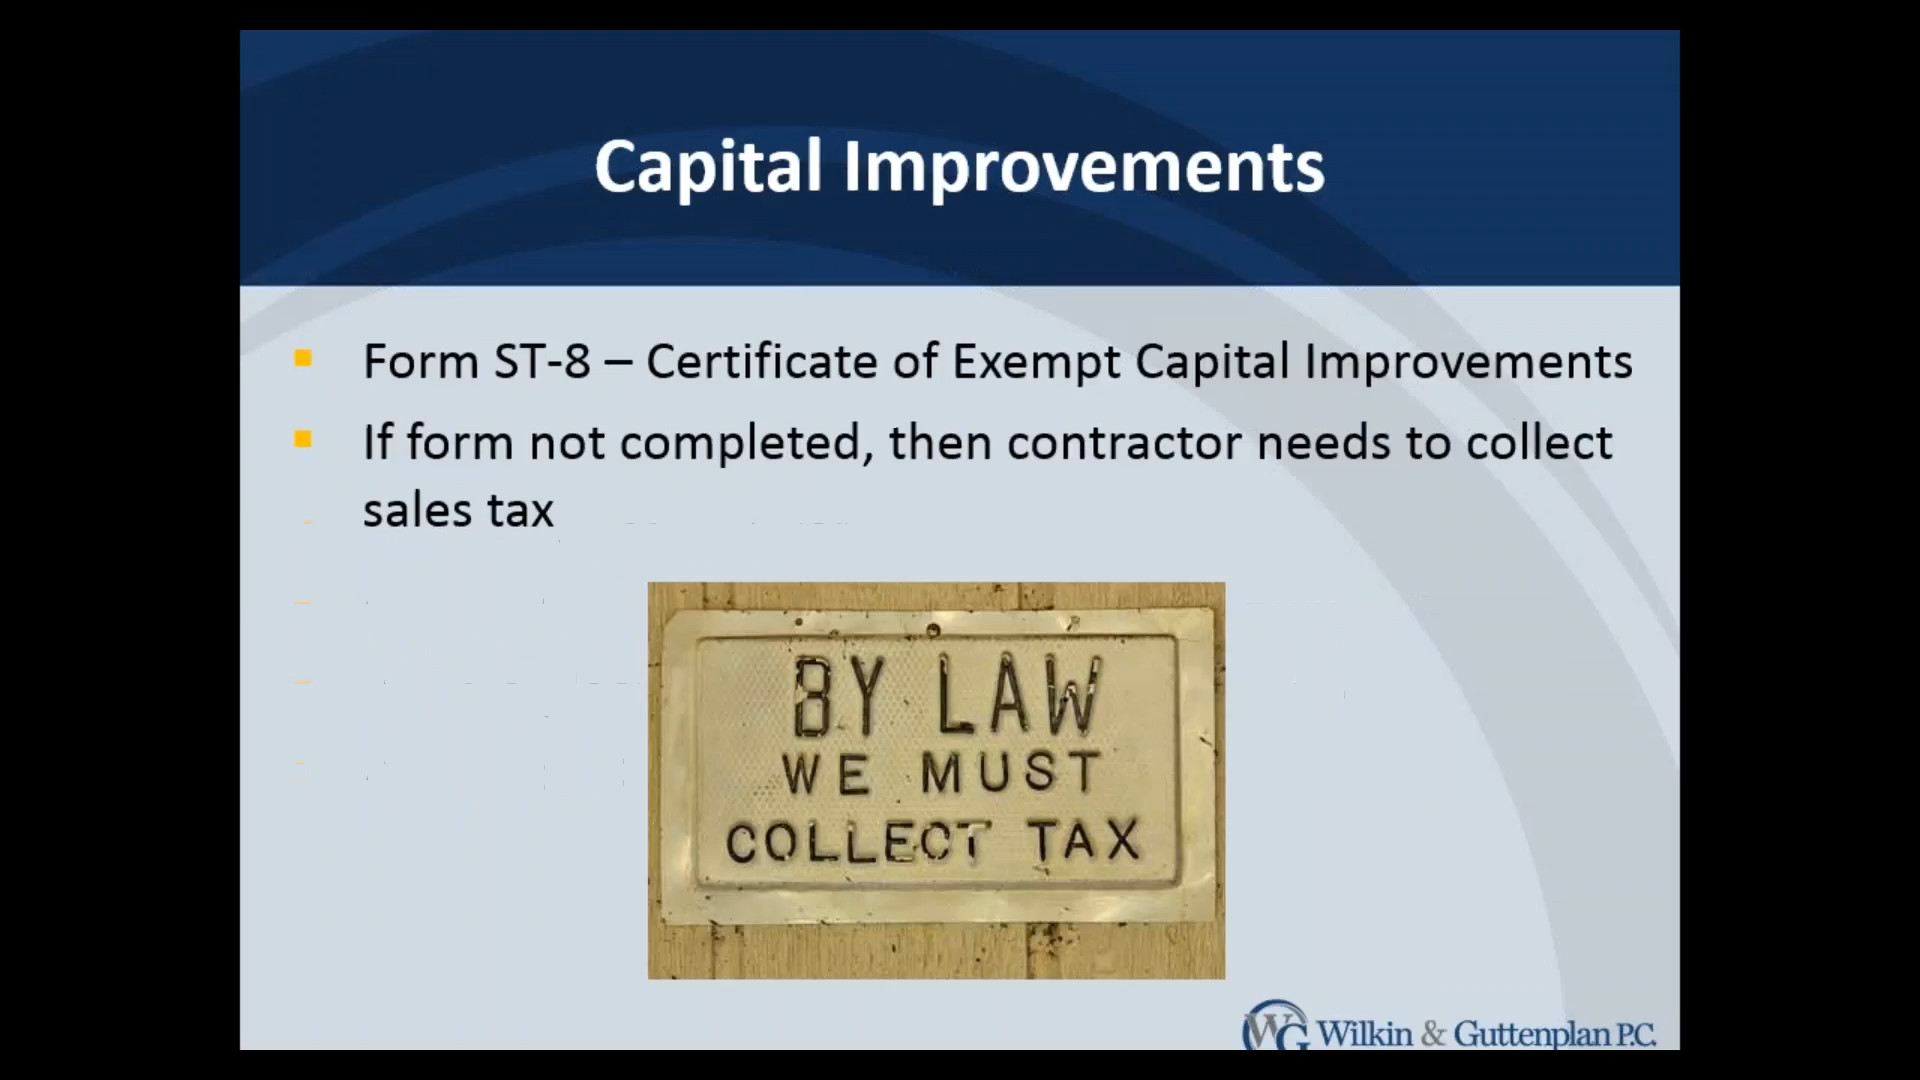 Capital Improvements
Form ST-8 – Certificate of Exempt Capital Improvements
If form not completed, then contractor needs to collect
sales tax
BY LAW
WE MUST
COLLECT TAX
WG Wilkin & Guttenplan P.C.